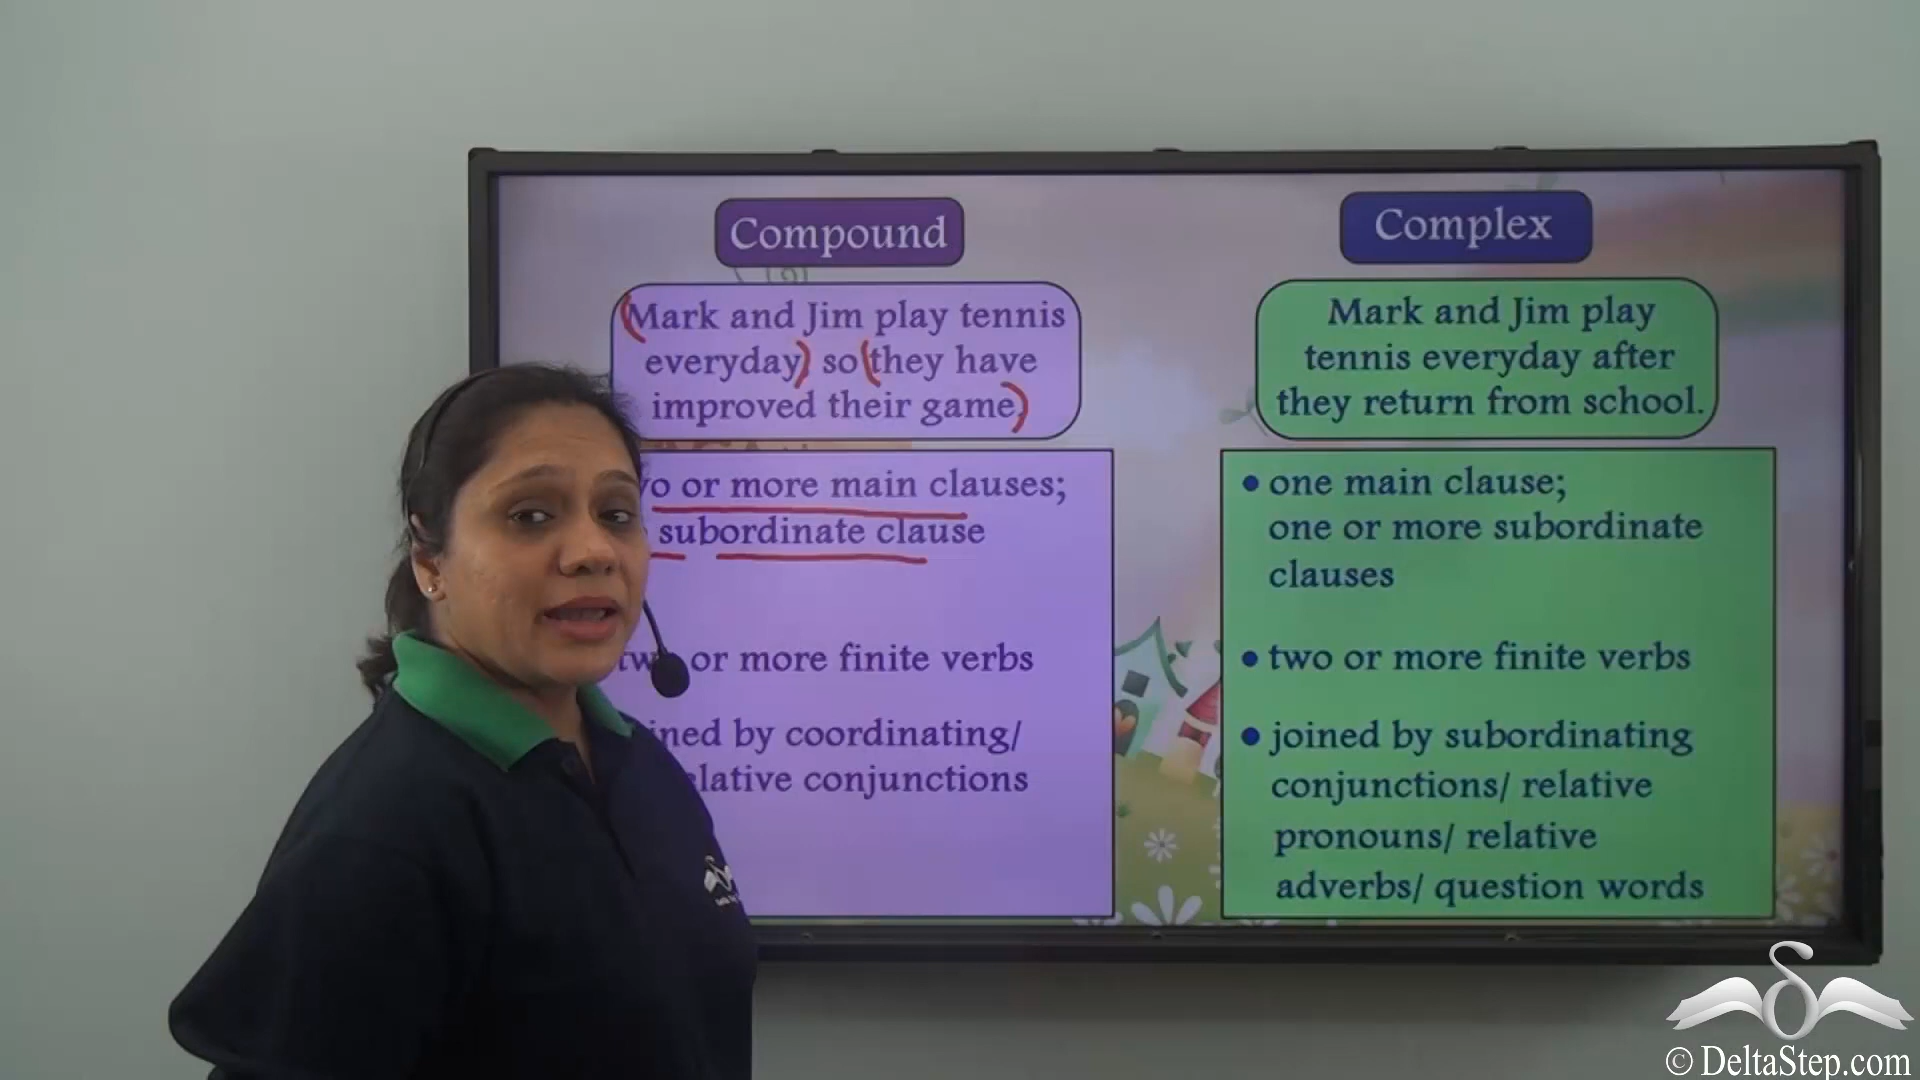 Compound
Mark and Jim play tennis
everyday, so they have
improved their game.
or more main clauses;
subordinate clause
or more finite verbs
by coordinating/
conjunctions
Complex
Mark and Jim play
tennis everyday after
they return from school.
• one main clause;
one or more subordinate
clauses
• two or more finite verbs
• joined by subordinating
conjunctions/ relative
pronouns/ relative
adverbs/ question words
© DeltaStep.com